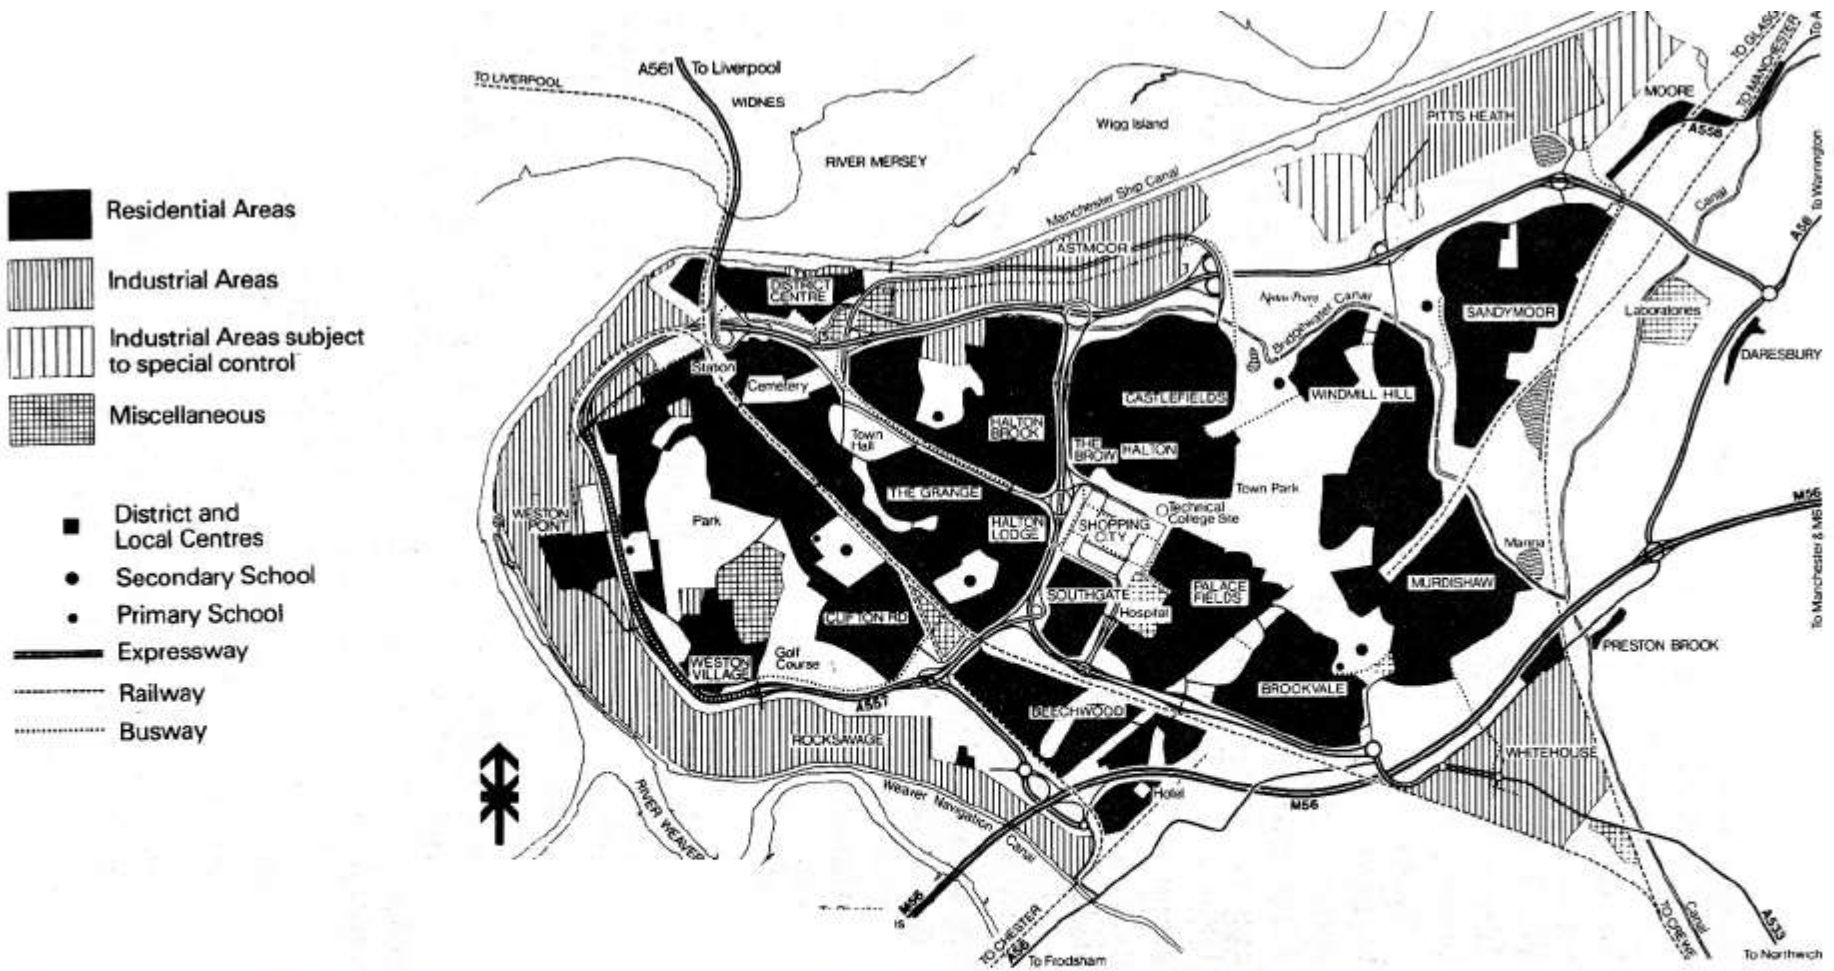 Residential Areas
Industrial Areas
Industrial Areas subject
to special control
Miscellaneous
District and
Local Centres
Secondary School
Primary School
Expressway
Railway
Busway
TO LIVERPOOL
A561
To Liverpool
WIDNES
RIVER MERSEY
Wigg Island
Manchester Ship Canal
PITTS HEATH
MOORE
A558
TO MANCHESTER
To Warrington
A56
Canal
ASTMOOR
DISTRICT
CENTRE
Bridgewater Canal
SANDYMOOR
Laboratories
DARESBURY
Station
Cemetery
CASTLEFIELDS
WINDMILL HILL
Town
Hall
HALTON
BROOK
THE
BROW
HALTON
THE GRANGE
Town Park
WESTON
POINT
Park
HALTON
LODGE
SHOPPING
CITY
Technical
College Site
M56
To Manchester & M6
Marina
MURDISHAW
PALACE
FIELDS
SOUTHGATE
Hospital
CLIFTON RD
PRESTON BROOK
WESTON
VILLAGE
Golf
Course
BROOKVALE
A557
BEECHWOOD
ROCKSAVAGE
WHITEHOUSE
Hotel
M56
RIVER WEAVER
Weaver Navigation
Canal
M56
TO CHESTER
A56
To Frodsham
TO CREWE
Canal
A533
To Northwich